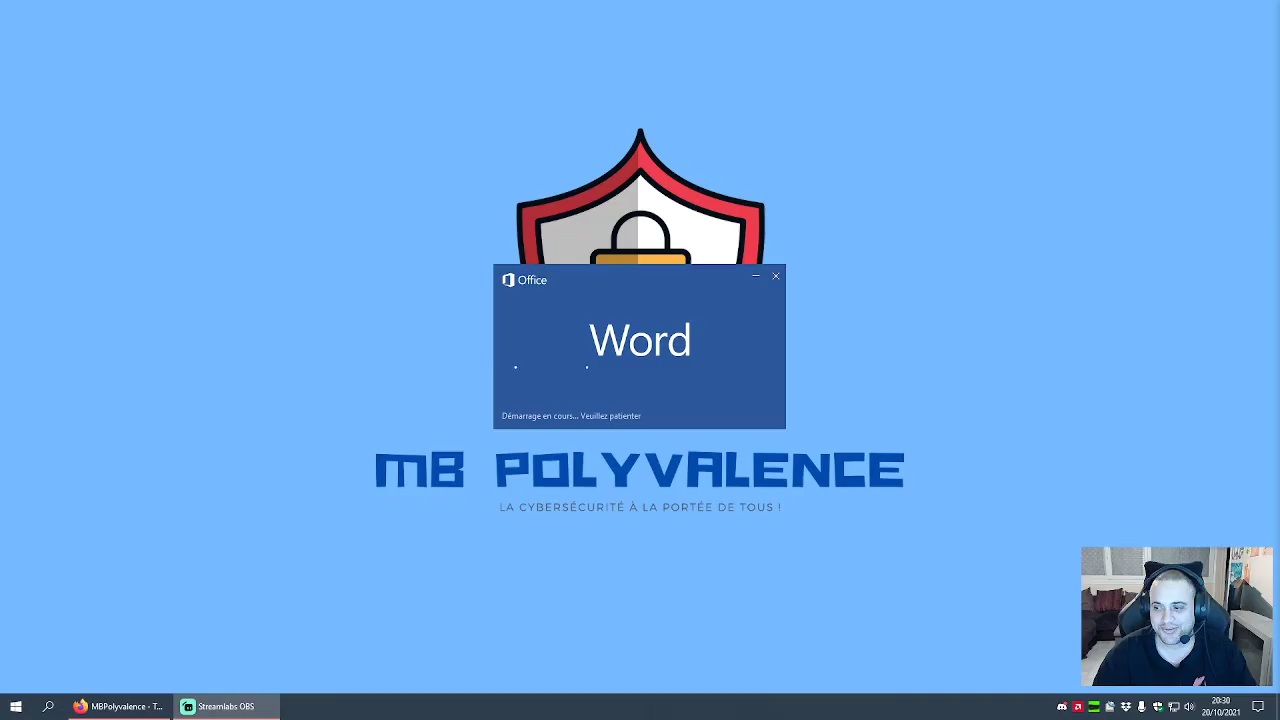 Office
Word
Démarrage en cours... Veuillez patienter
MB POLYVALENCE
LA CYBERSÉCURITÉ À LA PORTÉE DE TOUS !
MBPolyvalence - T...
Streamlabs OBS
20:30
20/10/2021